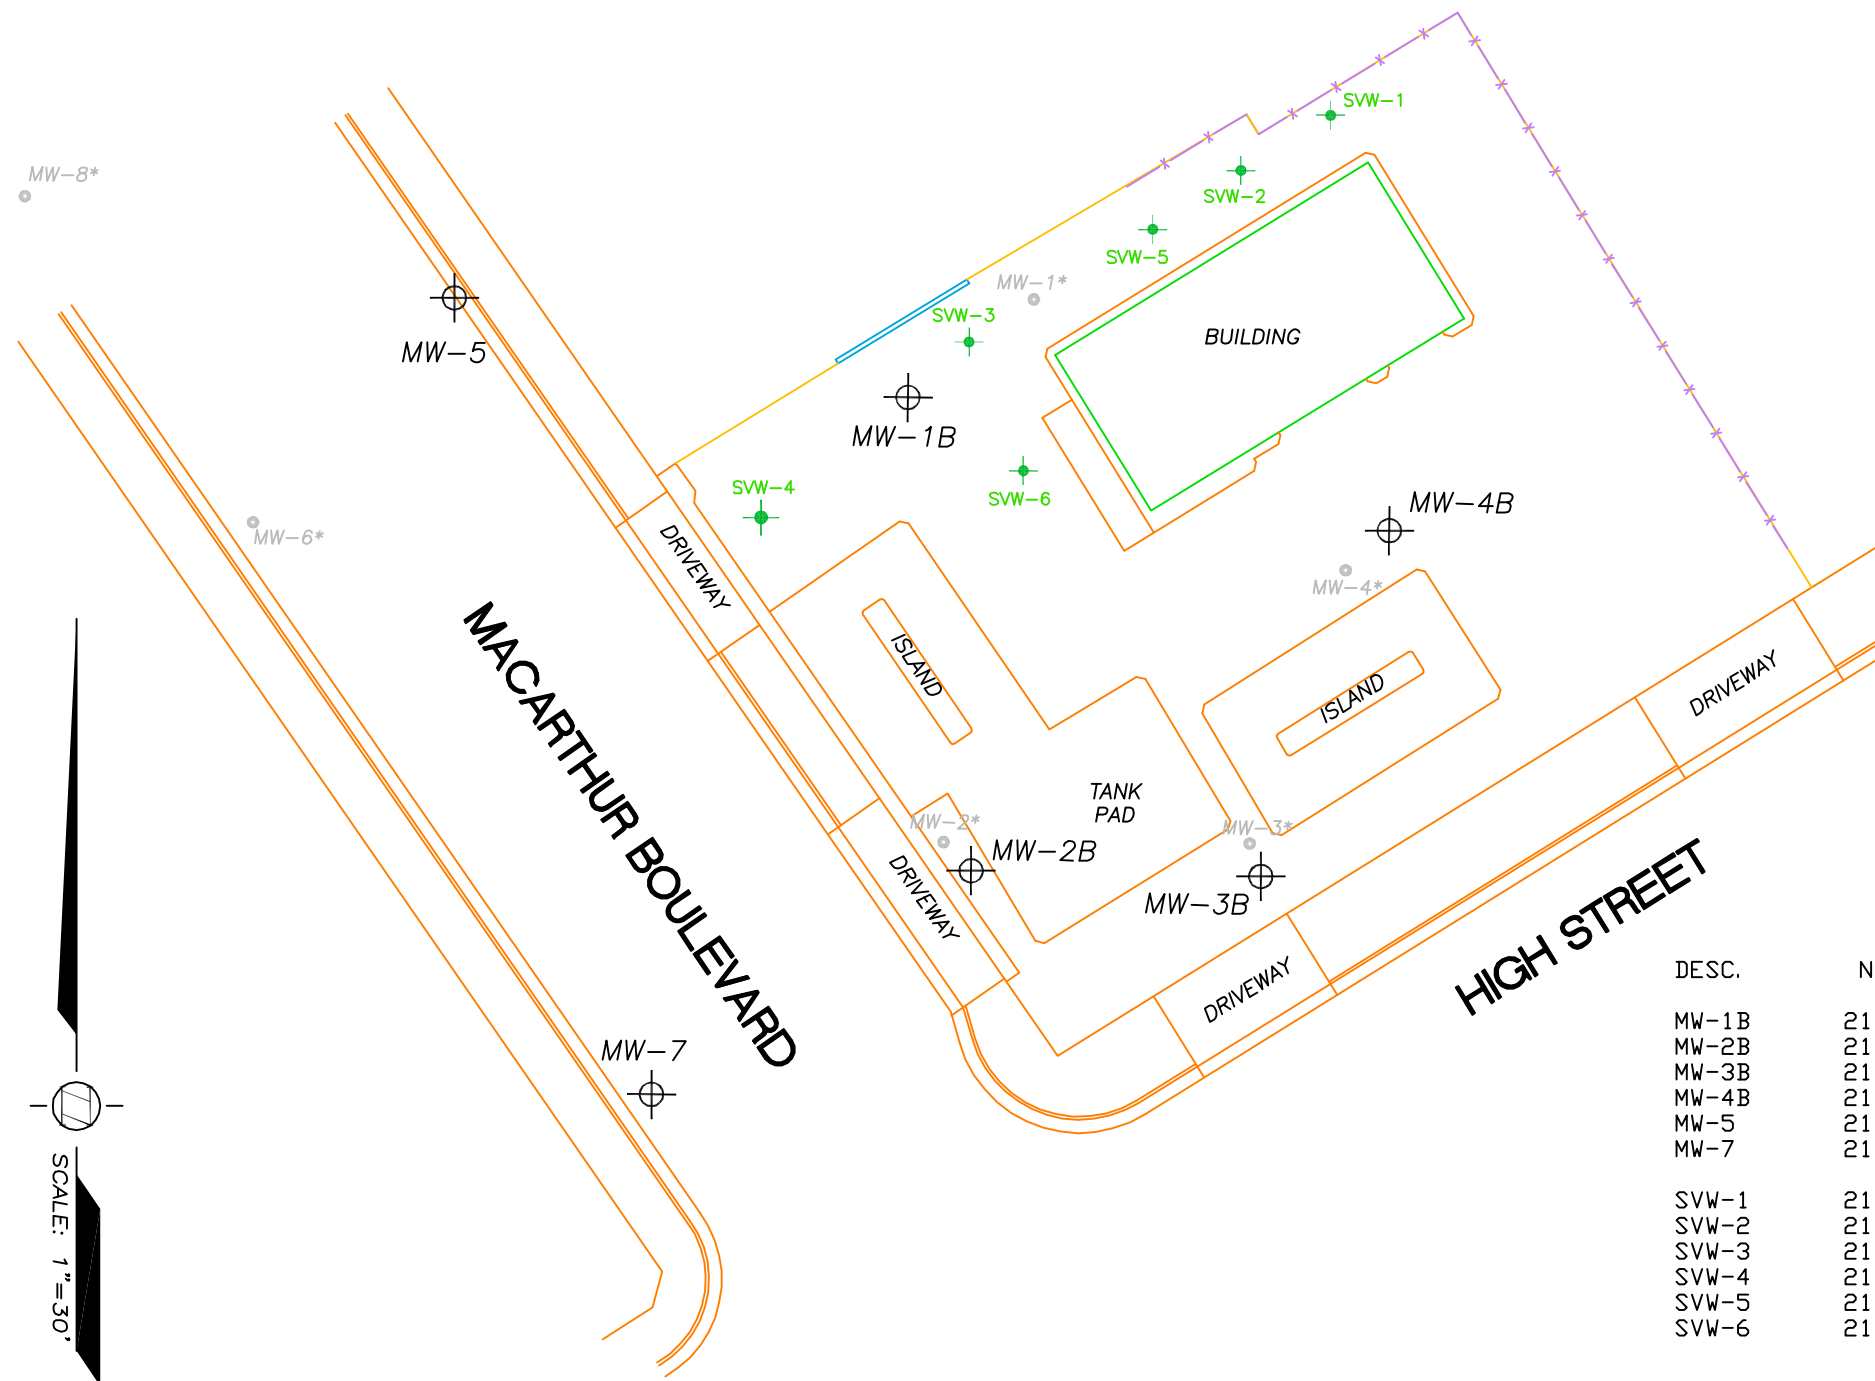 SVW-1
MW-8*
SVW-2
SVW-5
MW-1*
SVW-3
BUILDING
MW-5
MW-1B
SVW-4
SVW-6
MW-4B
MW-6*
DRIVEWAY
MW-4*
MACARTHUR BOULEVARD
ISLAND
ISLAND
DRIVEWAY
TANK
PAD
MW-2*
MW-3*
MW-2B
DRIVEWAY
MW-3B
HIGH STREET
DRIVEWAY
MW-7
SCALE: 1"=30'
DESC. N
MW-1B 21
MW-2B 21
MW-3B 21
MW-4B 21
MW-5 21
MW-7 21
SVW-1 21
SVW-2 21
SVW-3 21
SVW-4 21
SVW-5 21
SVW-6 21